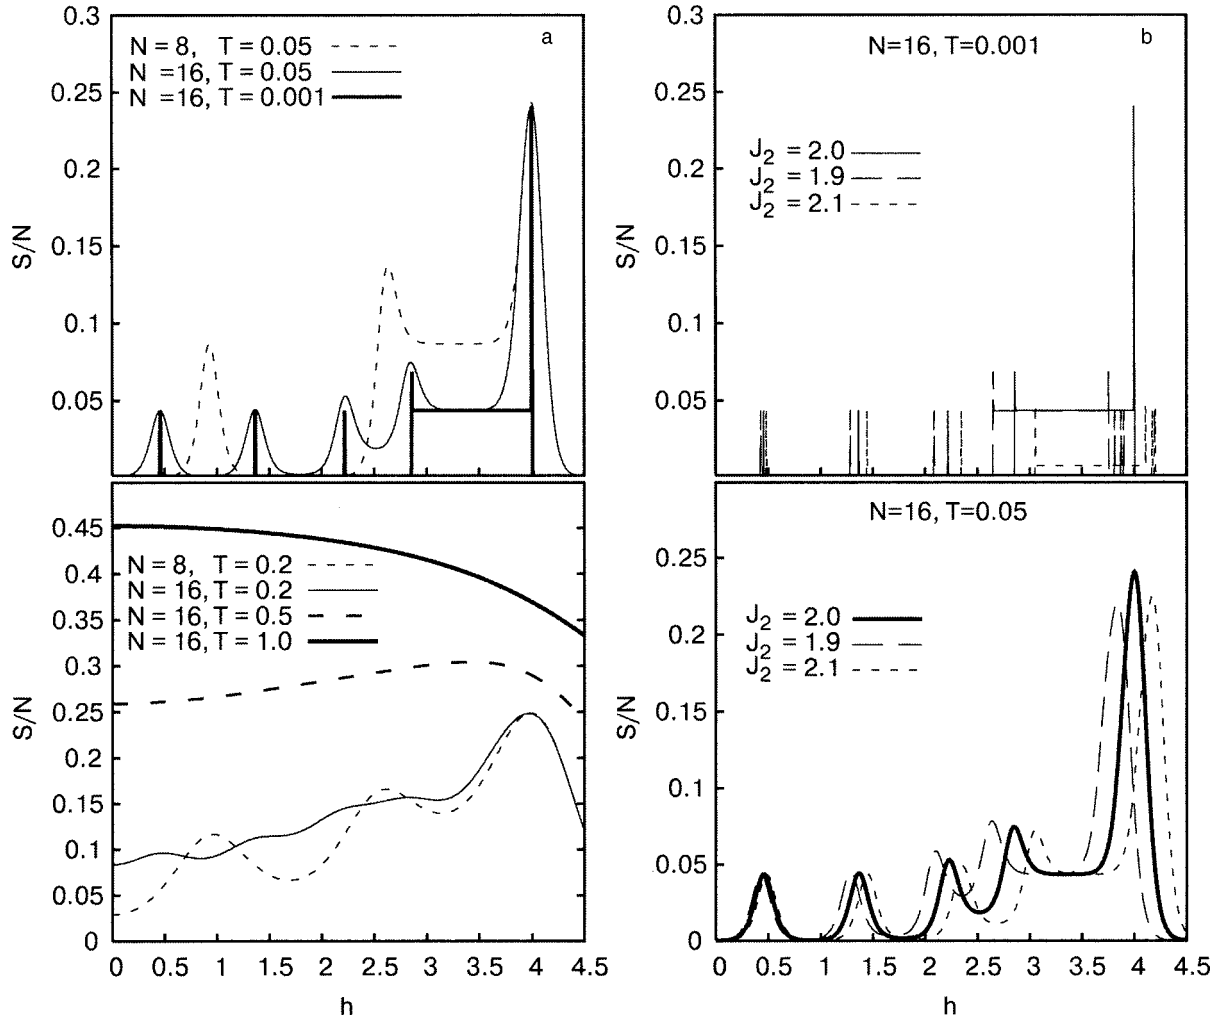 0.3
0.25
0.2
0.15
0.1
0.05
S/N
N = 8, T = 0.05
N = 16, T = 0.05
N = 16, T = 0.001
a
0.3
0.25
0.2
0.15
0.1
0.05
0
S/N
N=16, T=0.001
b
J2 = 2.0
J2 = 1.9
J2 = 2.1
0.45
0.4
0.35
0.3
0.25
0.2
0.15
0.1
0.05
0
S/N
N = 8, T = 0.2
N = 16, T = 0.2
N = 16, T = 0.5
N = 16, T = 1.0
0 0.5 1 1.5 2 2.5 3 3.5 4 4.5
h
0.25
0.2
0.15
0.1
0.05
0
S/N
N=16, T=0.05
J2 = 2.0
J2 = 1.9
J2 = 2.1
0 0.5 1 1.5 2 2.5 3 3.5 4 4.5
h